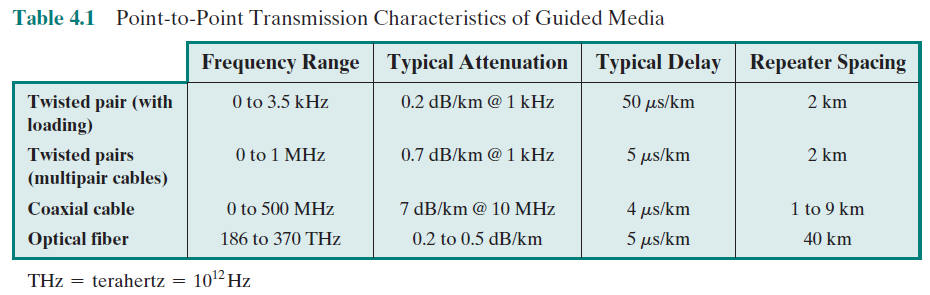 Table 4.1 Point-to-Point Transmission Characteristics of Guided Media
Frequency Range Typical Attenuation Typical Delay Repeater Spacing
Twisted pair (with 0 to 3.5 kHz 0.2 dB/km @ 1 kHz 50 μs/km 2 km
loading)
Twisted pairs 0 to 1 MHz 0.7 dB/km @ 1 kHz 5 μs/km 2 km
(multipair cables)
Coaxial cable 0 to 500 MHz 7 dB/km @ 10 MHz 4 μs/km 1 to 9 km
Optical fiber 186 to 370 THz 0.2 to 0.5 dB/km 5 μs/km 40 km
THz = terahertz = 10¹² Hz